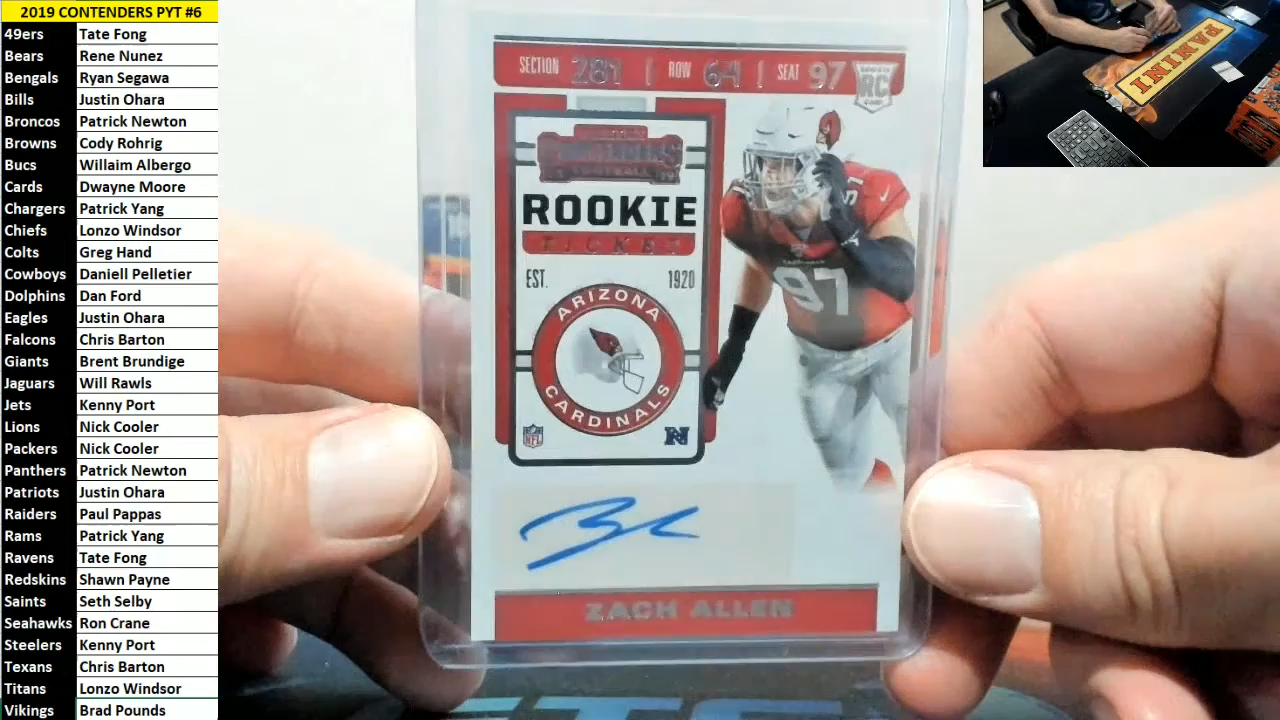 2019 CONTENDERS PYT #6
49ers Tate Fong
Bears Rene Nunez
Bengals Ryan Segawa
Bills Justin Ohara
Broncos Patrick Newton
Browns Cody Rohrig
Bucs Willaim Albergo
Cards Dwayne Moore
Chargers Patrick Yang
Chiefs Lonzo Windsor
Colts Greg Hand
Cowboys Daniell Pelletier
Dolphins Dan Ford
Eagles Justin Ohara
Falcons Chris Barton
Giants Brent Brundige
Jaguars Will Rawls
Jets Kenny Port
Lions Nick Cooler
Packers Nick Cooler
Panthers Patrick Newton
Patriots Justin Ohara
Raiders Paul Pappas
Rams Patrick Yang
Ravens Tate Fong
Redskins Shawn Payne
Saints Seth Selby
Seahawks Ron Crane
Steelers Kenny Port
Texans Chris Barton
Titans Lonzo Windsor
Vikings Brad Pounds
SECTION 281 | ROW 64 | SEAT 97
RC
CONTENDERS
FOOTBALL
ROOKIE
TICKET
EST. 1920
ARIZONA
CARDINALS
NFL
97
ZACH ALLEN
PANINI